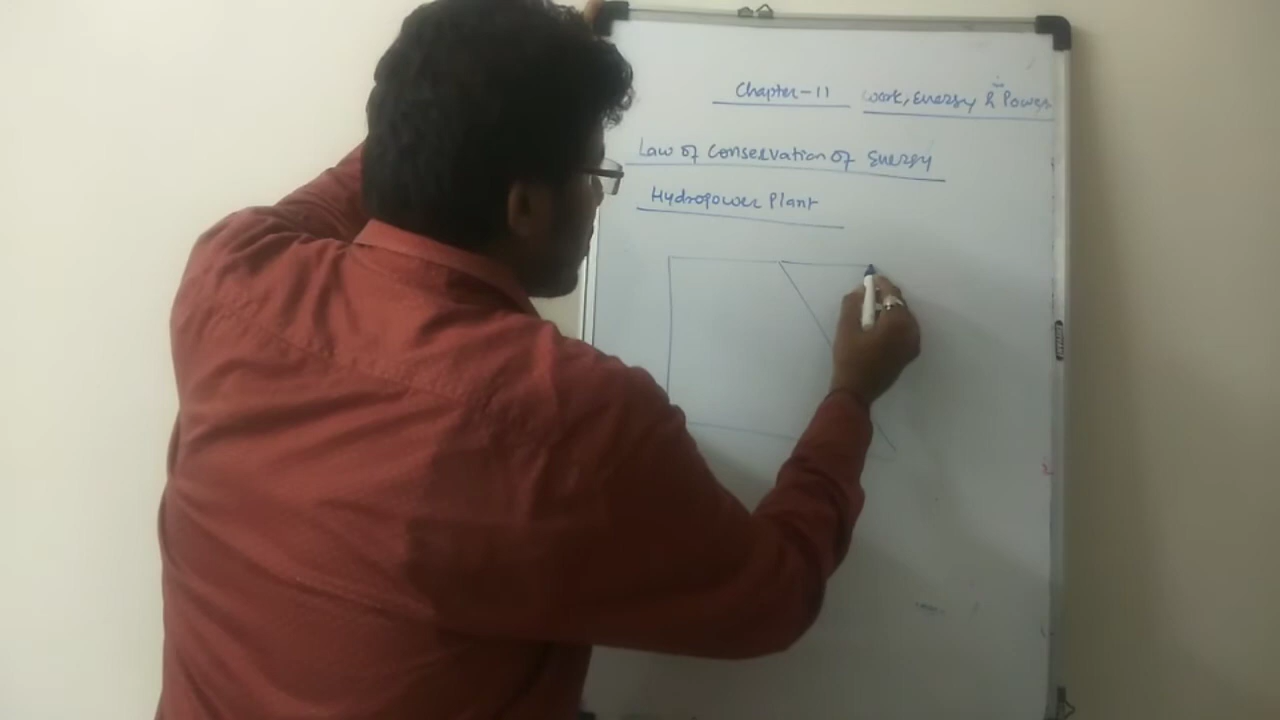 Chapter-11 Work, Energy & Power
Law of Conservation of Energy
Hydropower Plant